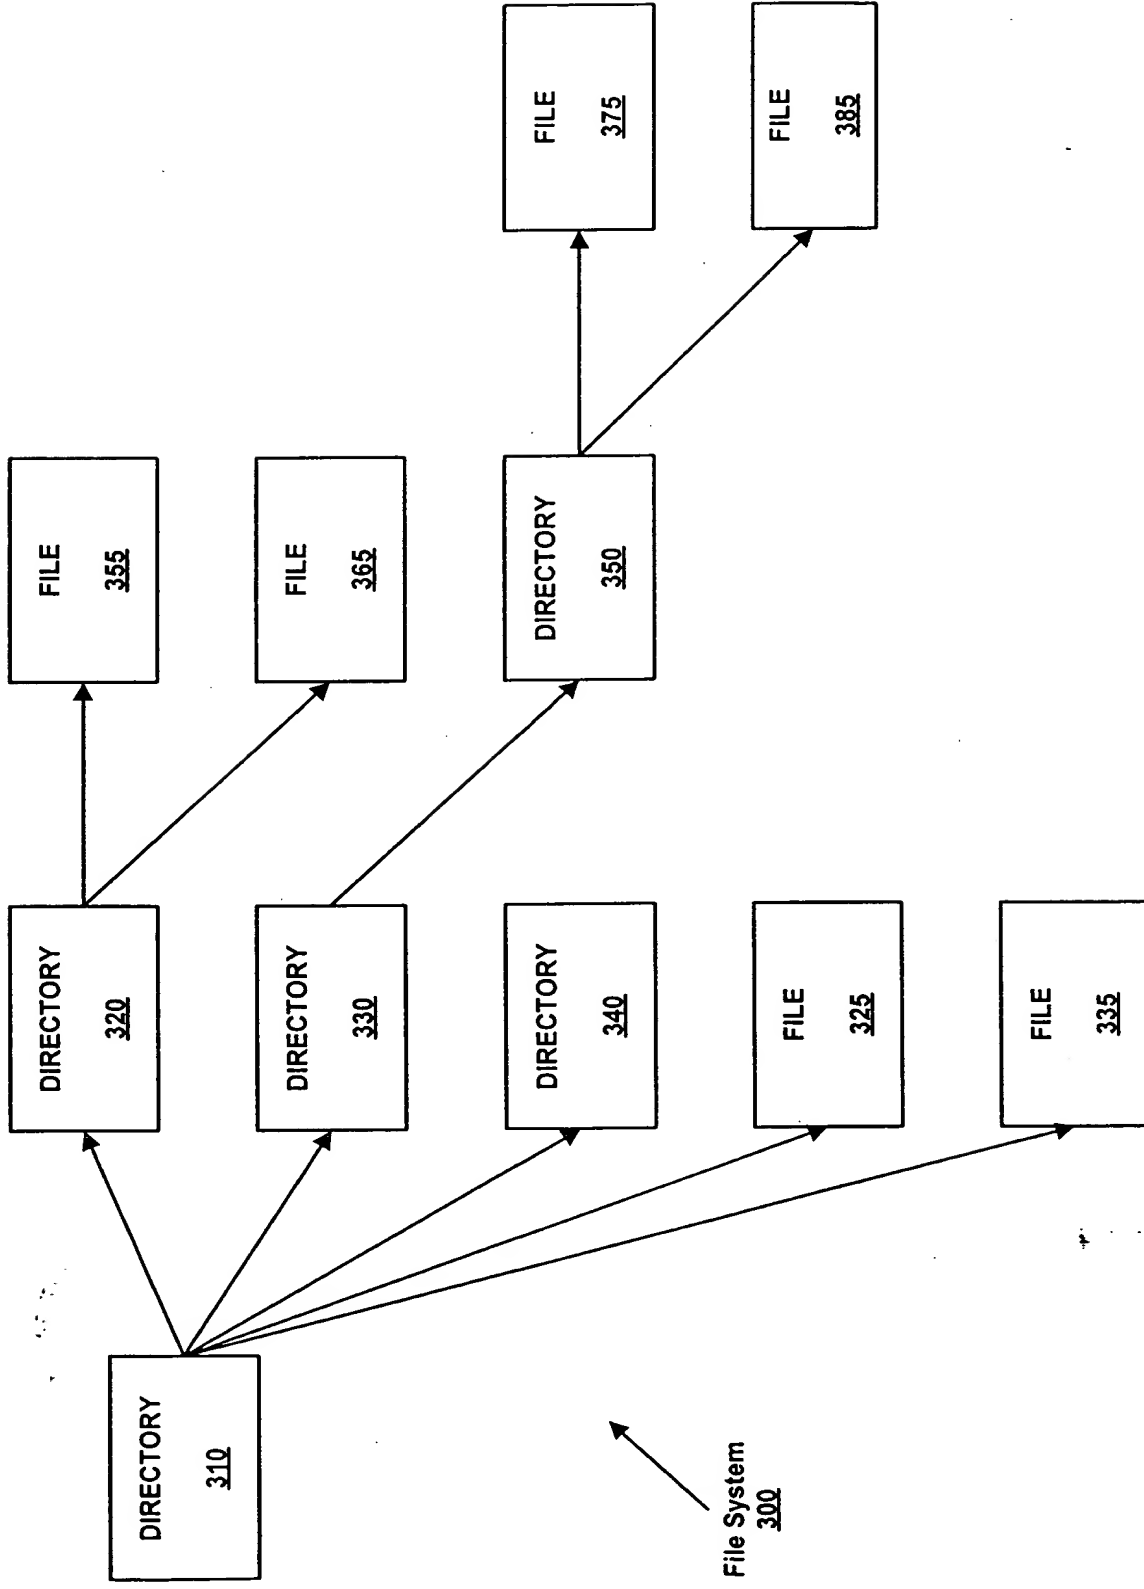 DIRECTORY
310
DIRECTORY
320
DIRECTORY
330
DIRECTORY
340
FILE
325
FILE
335
FILE
355
FILE
365
DIRECTORY
350
FILE
375
FILE
385
File System
300